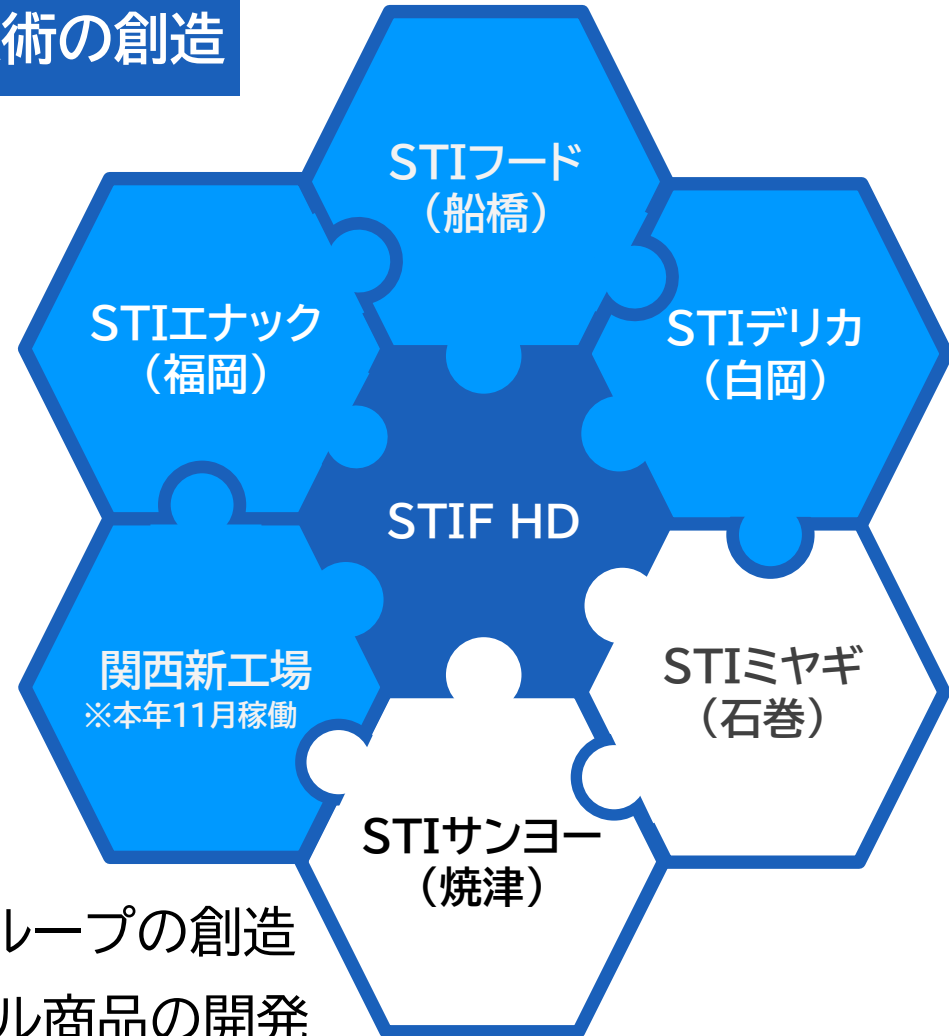 術の創造
STIフード
（船橋）
STIエナック
（福岡）
STIデリカ
（白岡）
STIF HD
関西新工場
※本年11月稼働
STIミヤギ
（石巻）
STIサンヨー
（焼津）
ループの創造
ル商品の開発